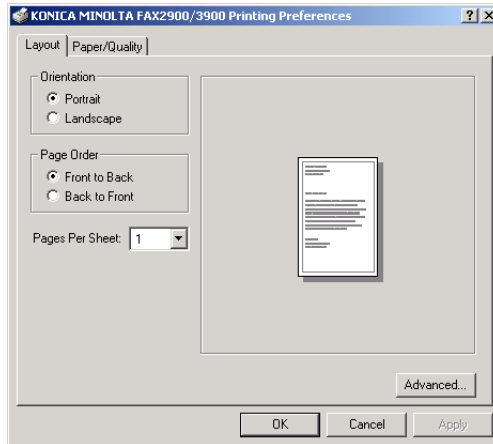 KONICA MINOLTA FAX2900/3900 Printing Preferences
Layout
Paper/Quality
Orientation
Portrait
Landscape
Page Order
Front to Back
Back to Front
Pages Per Sheet: 1
Advanced...
OK
Cancel
Apply